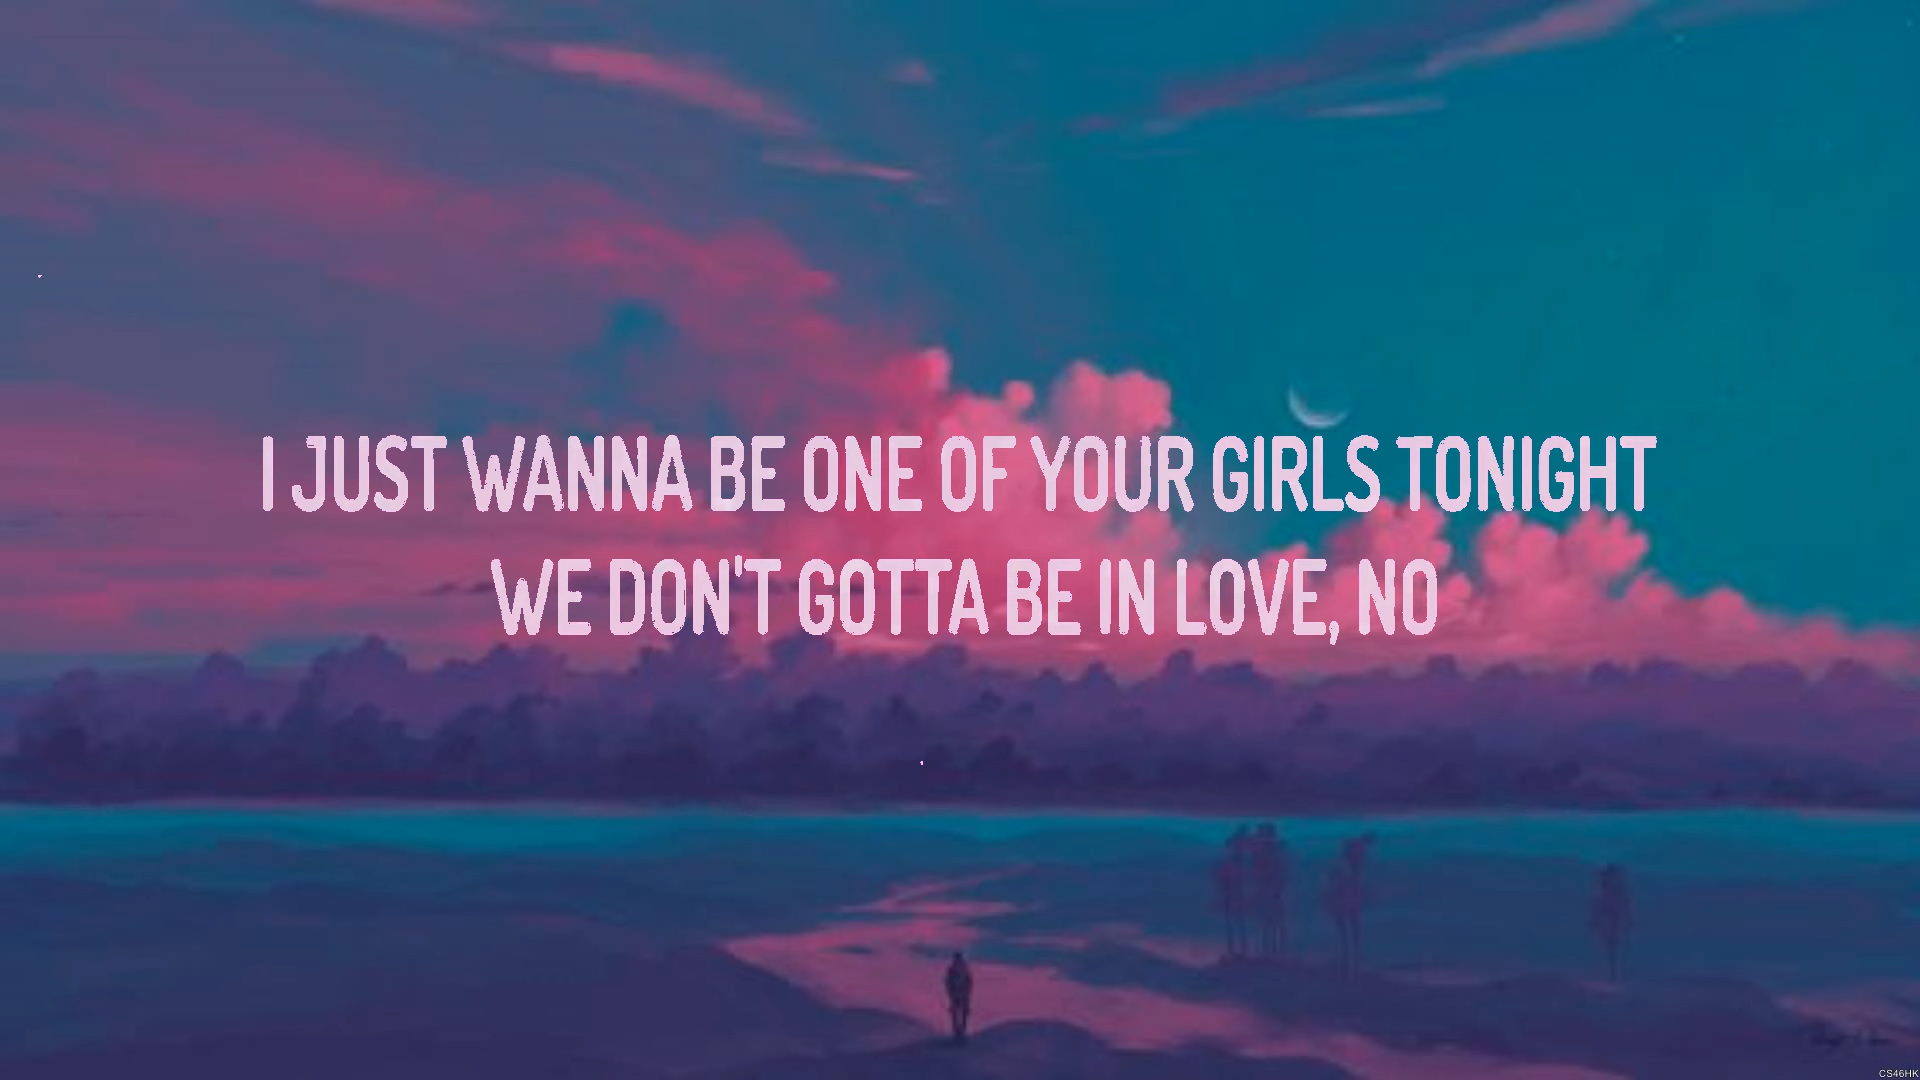 I JUST WANNA BE ONE OF YOUR GIRLS TONIGHT
WE DON'T GOTTA BE IN LOVE, NO
CS46HK